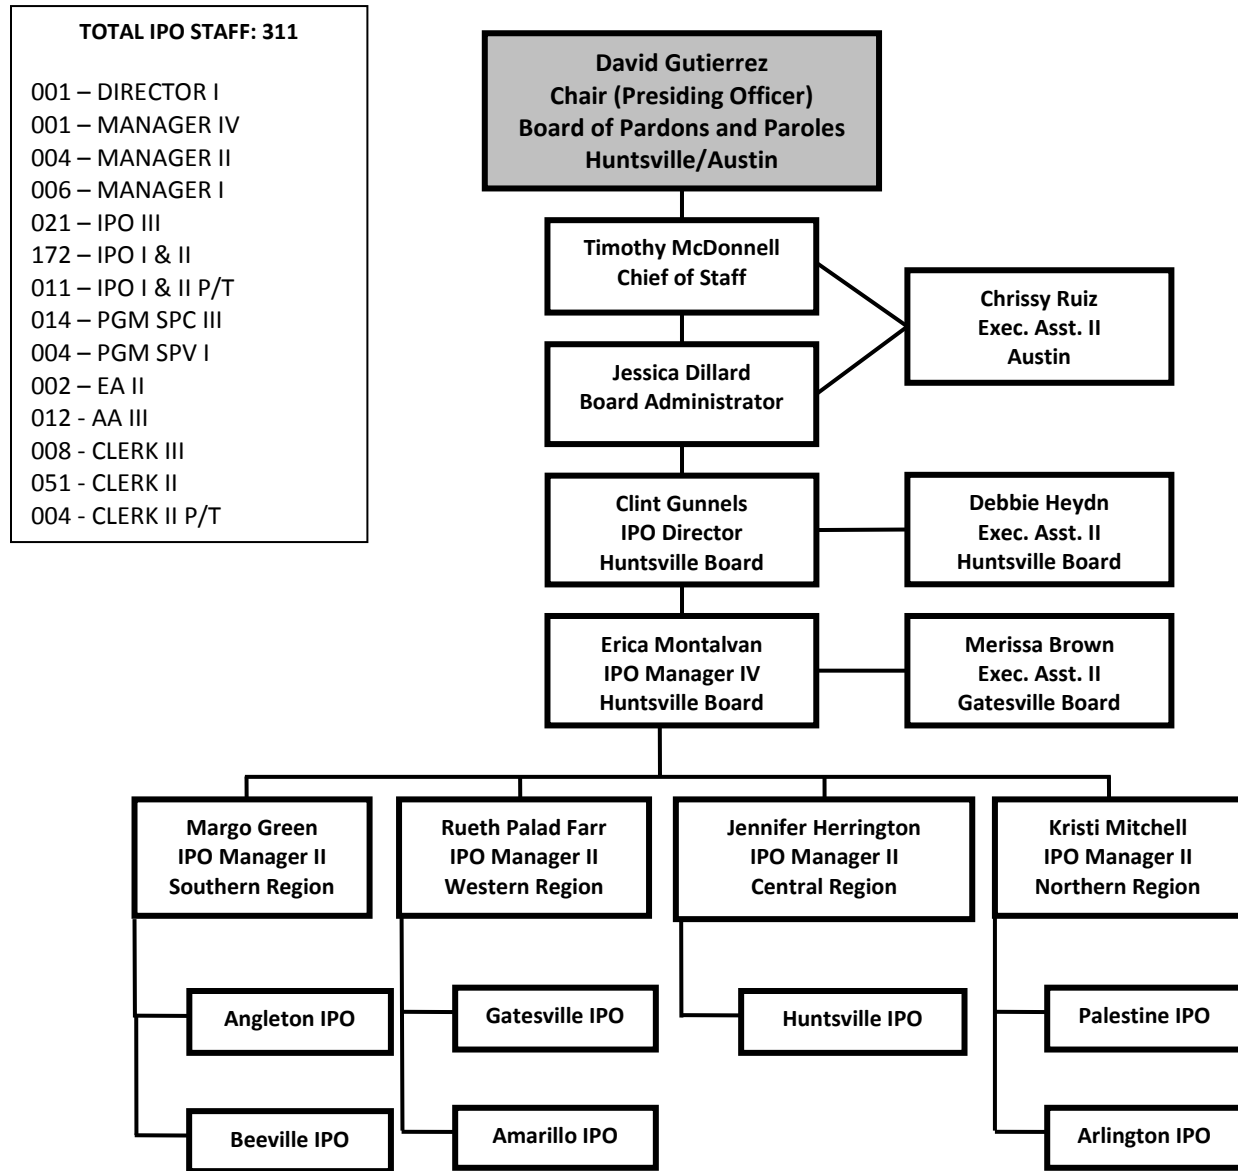 TOTAL IPO STAFF: 311
001 – DIRECTOR I
001 – MANAGER IV
004 – MANAGER II
006 – MANAGER I
021 – IPO III
172 – IPO I & II
011 – IPO I & II P/T
014 – PGM SPC III
004 – PGM SPV I
002 – EA II
012 - AA III
008 - CLERK III
051 - CLERK II
004 - CLERK II P/T
David Gutierrez
Chair (Presiding Officer)
Board of Pardons and Paroles
Huntsville/Austin
Timothy McDonnell
Chief of Staff
Chrissy Ruiz
Exec. Asst. II
Austin
Jessica Dillard
Board Administrator
Clint Gunnels
IPO Director
Huntsville Board
Debbie Heydn
Exec. Asst. II
Huntsville Board
Erica Montalvan
IPO Manager IV
Huntsville Board
Merissa Brown
Exec. Asst. II
Gatesville Board
Margo Green
IPO Manager II
Southern Region
Rueth Palad Farr
IPO Manager II
Western Region
Jennifer Herrington
IPO Manager II
Central Region
Kristi Mitchell
IPO Manager II
Northern Region
Angleton IPO
Gatesville IPO
Huntsville IPO
Palestine IPO
Beeville IPO
Amarillo IPO
Arlington IPO